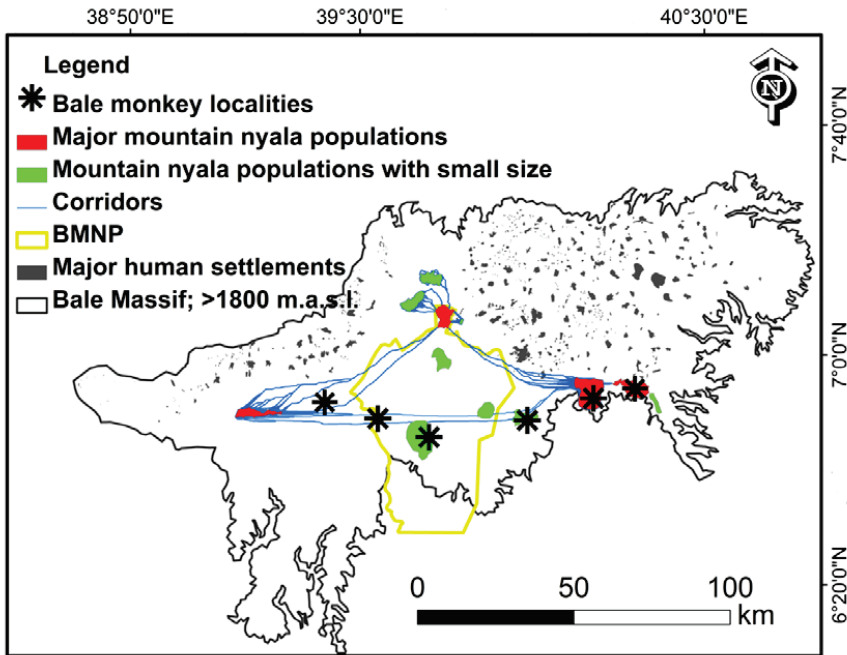 38°50'0"E 39°30'0"E 40°30'0"E
Legend
N
Bale monkey localities
Major mountain nyala populations
Mountain nyala populations with small size
Corridors
BMNP
Major human settlements
Bale Massif; >1800 m.a.s.l.
7°40'0"N
7°0'0"N
6°20'0"N
0 50 100
km